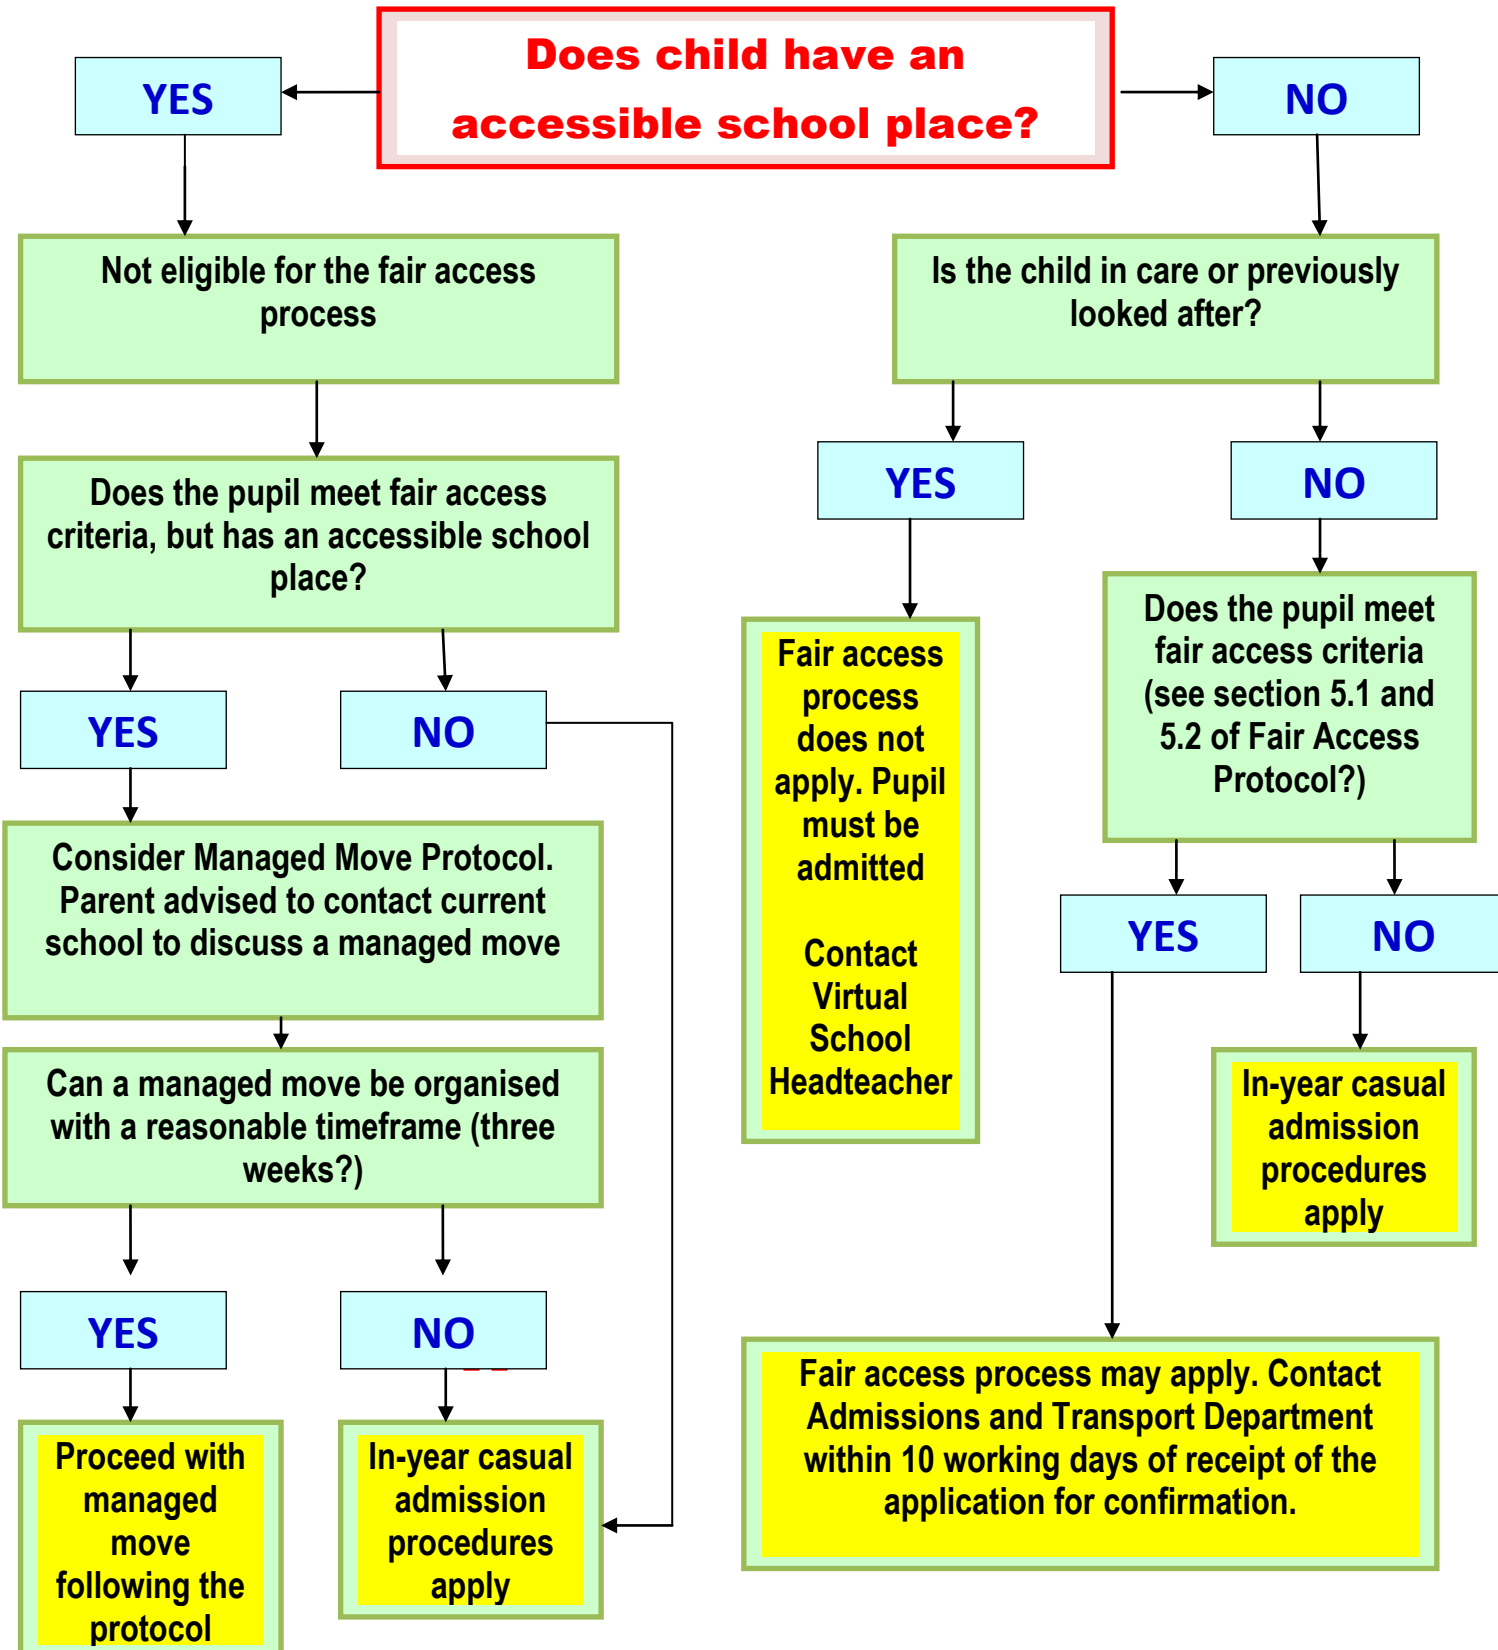 Does child have an
accessible school place?
YES
NO
Not eligible for the fair access
process
Is the child in care or previously
looked after?
Does the pupil meet fair access
criteria, but has an accessible school
place?
YES
NO
YES
NO
Consider Managed Move Protocol.
Parent advised to contact current
school to discuss a managed move
Can a managed move be organised
with a reasonable timeframe (three
weeks?)
YES
NO
Proceed with
managed
move
following the
protocol
In-year casual
admission
procedures
apply
Fair access
process
does not
apply. Pupil
must be
admitted
Contact
Virtual
School
Headteacher
Does the pupil meet
fair access criteria
(see section 5.1 and
5.2 of Fair Access
Protocol?)
YES
NO
In-year casual
admission
procedures
apply
Fair access process may apply. Contact
Admissions and Transport Department
within 10 working days of receipt of the
application for confirmation.